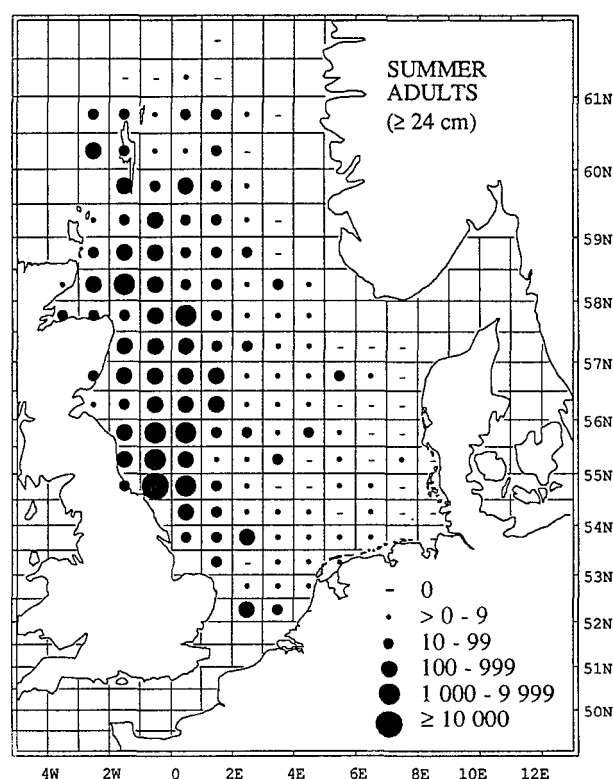 SUMMER
ADULTS
(≥ 24 cm)
61N
60N
59N
58N
57N
56N
55N
54N
53N
52N
51N
50N
- 0
> 0 - 9
10 - 99
100 - 999
1 000 - 9 999
≥ 10 000
4W 2W 0 2E 4E 6E 8E 10E 12E